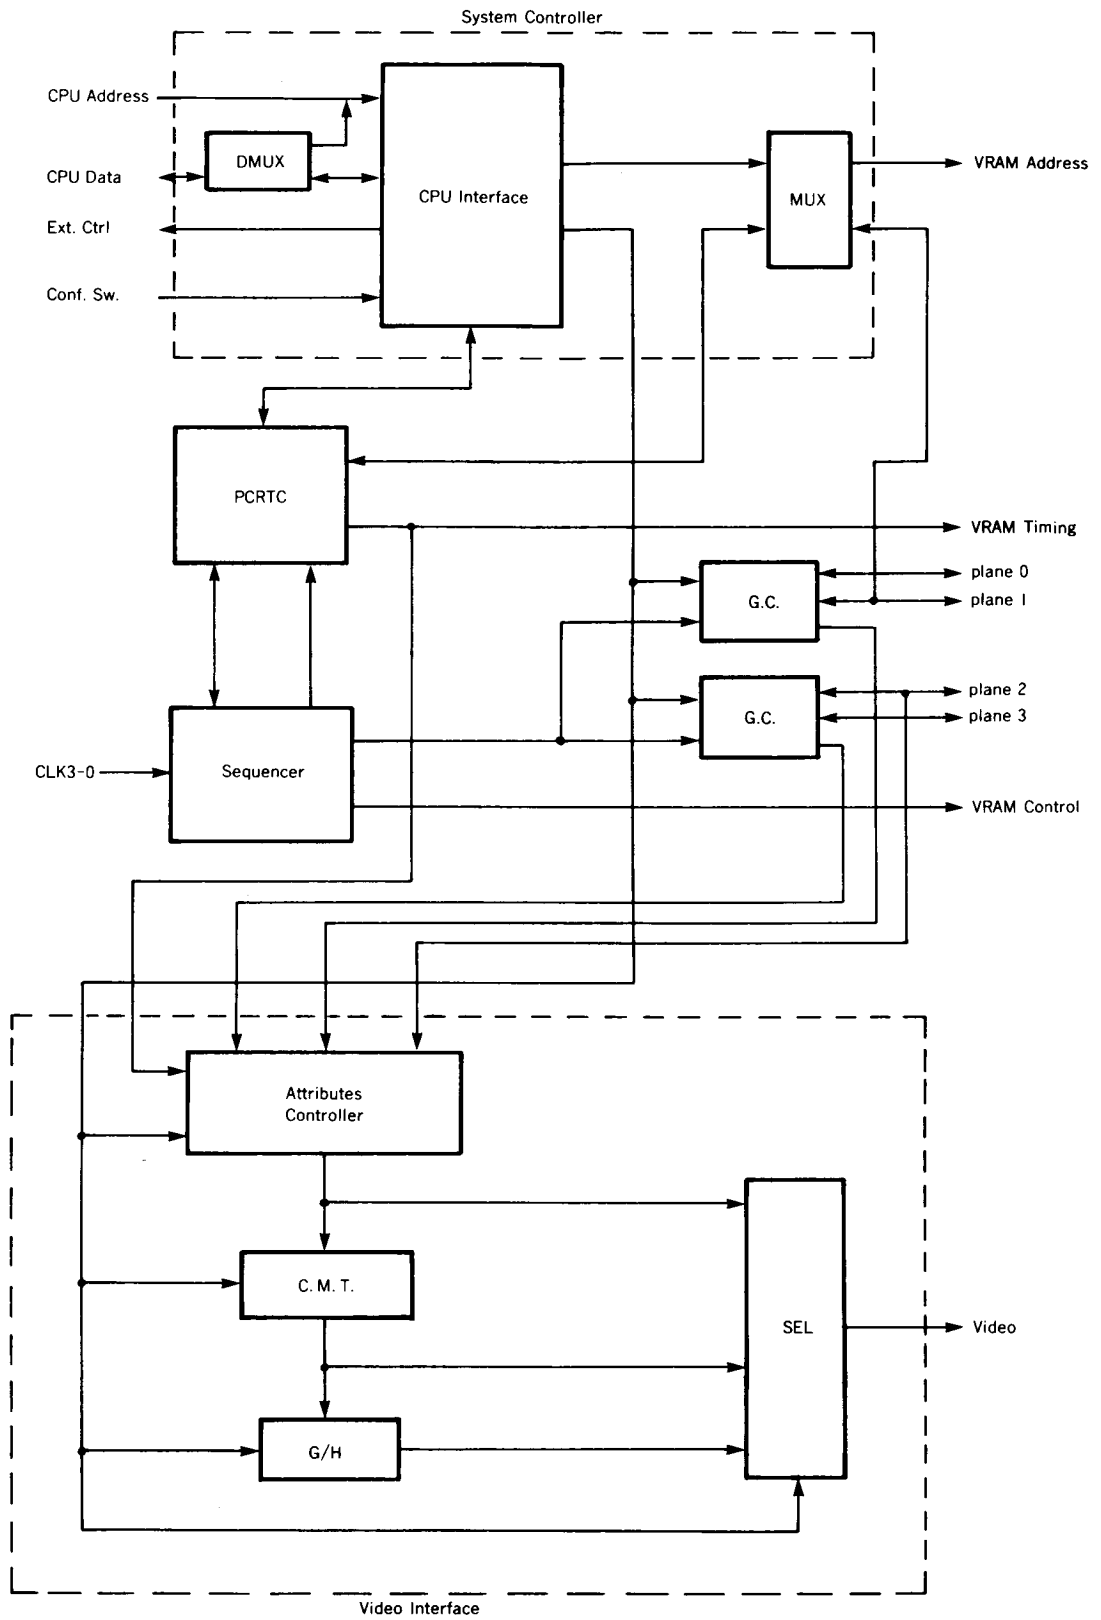 System Controller
CPU Address
DMUX
CPU Data
CPU Interface
MUX
VRAM Address
Ext. Ctrl
Conf. Sw.
PCRTC
VRAM Timing
plane 0
G.C.
plane 1
plane 2
G.C.
plane 3
CLK3-0
Sequencer
VRAM Control
Attributes
Controller
C.M.T.
SEL
Video
G/H
Video Interface